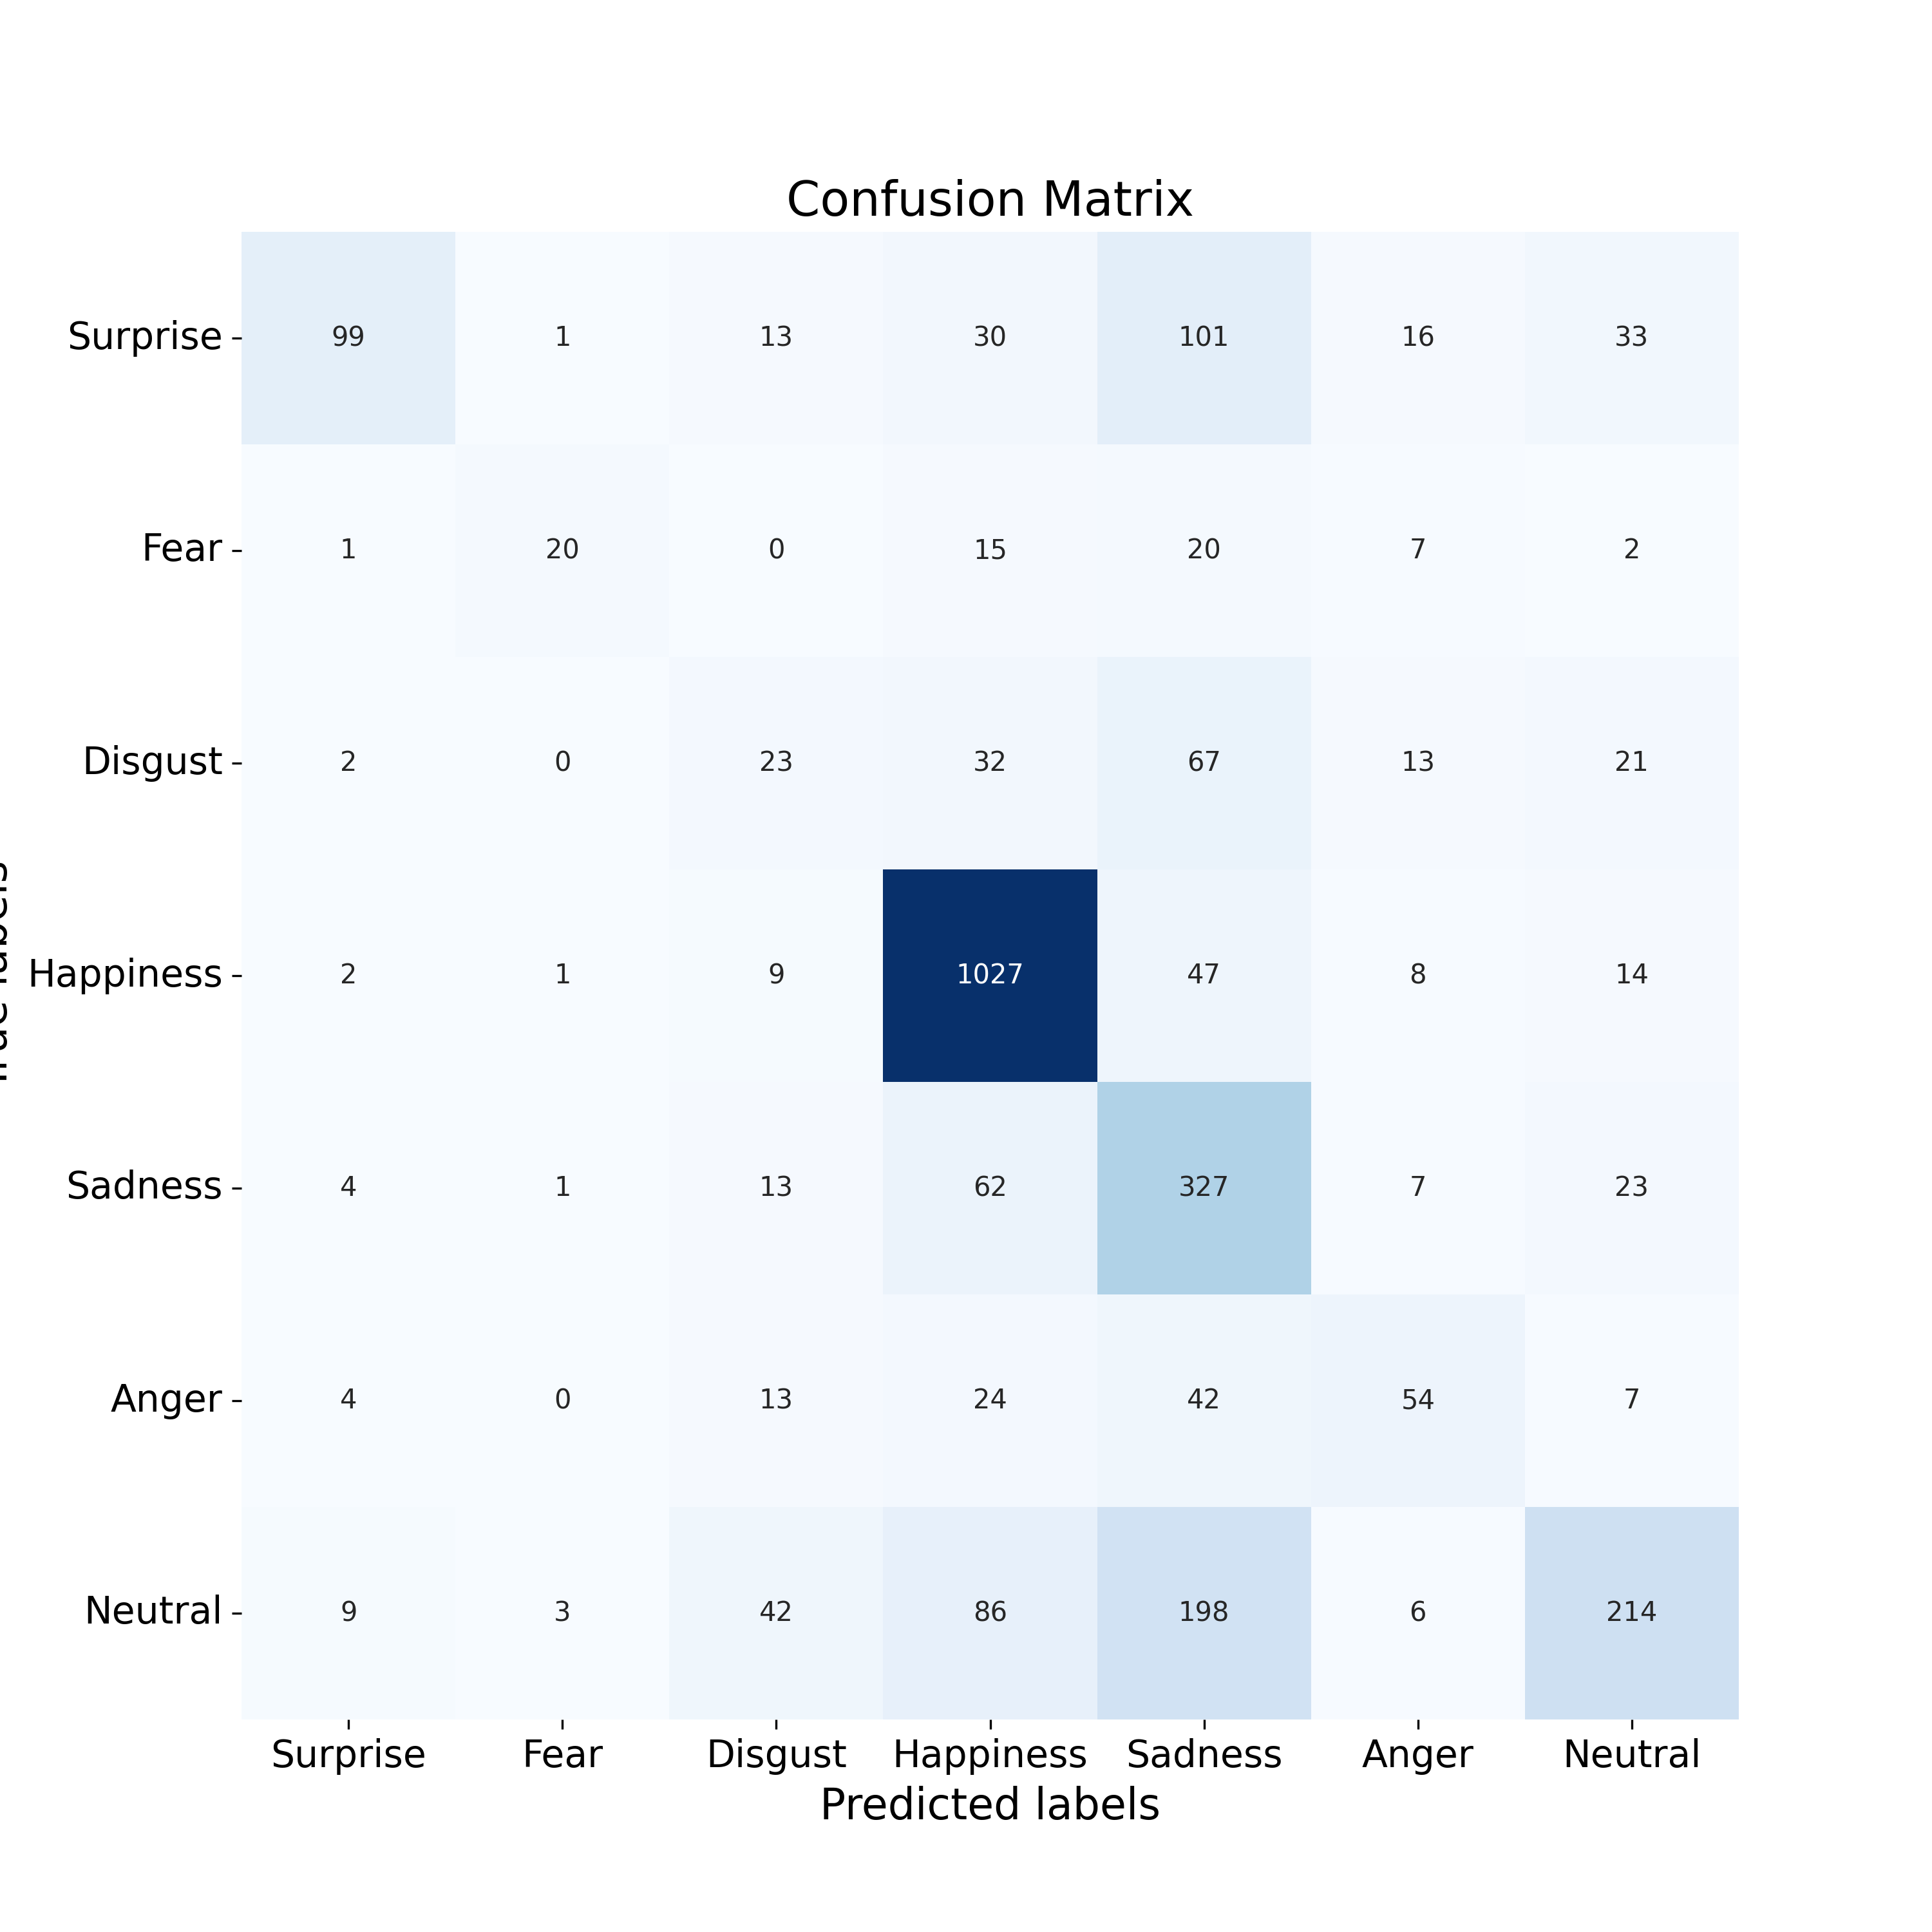 Confusion Matrix
Surprise 99 1 13 30 101 16 33
Fear 1 20 0 15 20 7 2
Disgust 2 0 23 32 67 13 21
Happiness 2 1 9 1027 47 8 14
Sadness 4 1 13 62 327 7 23
Anger 4 0 13 24 42 54 7
Neutral 9 3 42 86 198 6 214
Surprise Fear Disgust Happiness Sadness Anger Neutral
Predicted labels